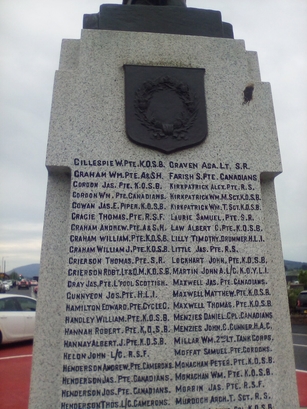 GILLESPIE W. PTE. K.O.S.B.
GRAHAM WM. PTE. A&SH.
GORDON JAS. PTE. K.O.S.B.
GORDON WM. PTE. CANADIANS.
GOWAN JAS. E. PIPER. K.O.S.B.
GRACIE THOMAS. PTE. R.S.F.
GRAHAM ANDREW. PTE. A&S.H.
GRAHAM WILLIAM. PTE. K.O.S.B.
GRAHAM WILLIAM J. PTE. K.O.S.B.
GRIERSON THOMAS. PTE. S.R.
GRIERSON ROBT. K.O.S.B.
GRAY JAS. PTE. L'POOL SCOTTISH.
GUNNYEON JOS. PTE. H.L.I.
HAMILTON EDWARD. PTE. CYCLE C.
HANDLEY WILLIAM. PTE. K.O.S.B.
HANNAH ROBERT. PTE. K.O.S.B.
HANNAY ALBERT. J. PTE. K.O.S.B.
HELON JOHN L/C. R.S.F.
HENDERSON ANDREW. PTE. CAMERONS.
HENDERSON JAS. PTE. CANADIANS.
HENDERSON JOS. PTE. CANADIANS.
HENDERSON THOS. L/C. CAMERONS.
CRAVEN ADA. LT. S.R.
FARISH S. PTE. CANADIANS
KIRKPATRICK ALEX. PTE. S.R.
KIRKPATRICK WM. M. SGT. K.O.S.B.
KIRKPATRICK WM. T. SGT. K.O.S.B.
LAURIE SAMUEL. PTE. S.R.
LAW ALBERT C. PTE. K.O.S.B.
LILLY TIMOTHY. DRUMMER. H.L.I.
LITTLE JAS. PTE. R.S.
LOCKHART JOHN. PTE. K.O.S.B.
MARTIN JOHN A. L/C. K.O.Y.L.I.
MAXWELL JAS. PTE. CANADIANS.
MAXWELL MATTHEW. PTE. K.O.S.B.
MAXWELL THOMAS. PTE. K.O.S.B.
MENZIES DANIEL. CPL. CANADIANS
MENZIES JOHN. C. GUNNER. H.A.C.
MILLAR WM. 2ND LT. TANK CORPS.
MOFFAT SAMUEL. PTE. GORDONS.
MONAGHAN PETER. PTE. K.O.S.B.
MONAGHAN WM. PTE. K.O.S.B.
MORRIN JAS. PTE. R.S.F.
MURDOCH ARCH. T. SGT. K.O.S.B.